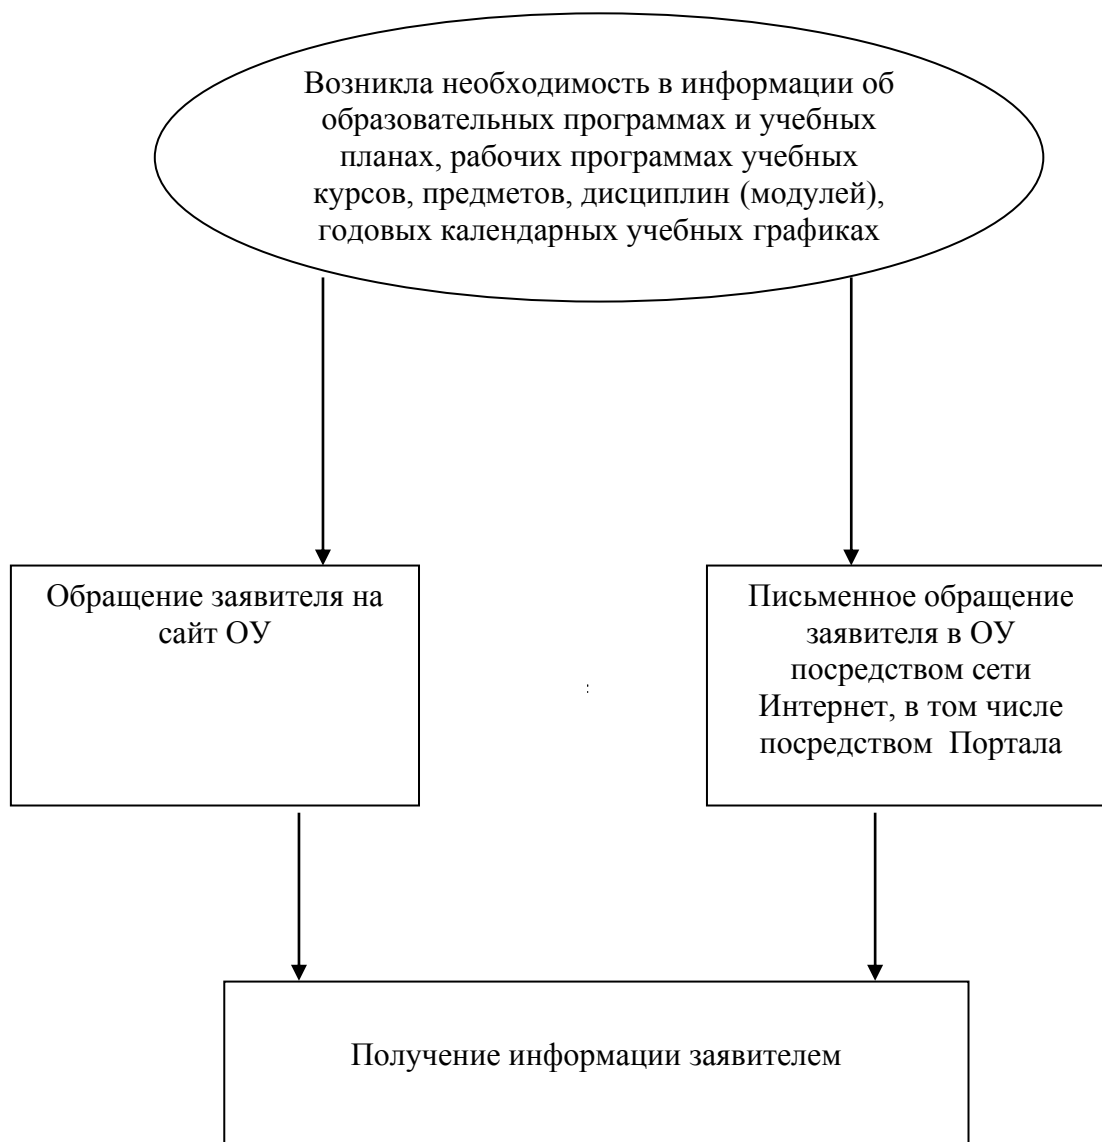 Возникла необходимость в информации об
образовательных программах и учебных
планах, рабочих программах учебных
курсов, предметов, дисциплин (модулей),
годовых календарных учебных графиках
Обращение заявителя на
сайт ОУ
Письменное обращение
заявителя в ОУ
посредством сети
Интернет, в том числе
посредством  Портала
:
Получение информации заявителем